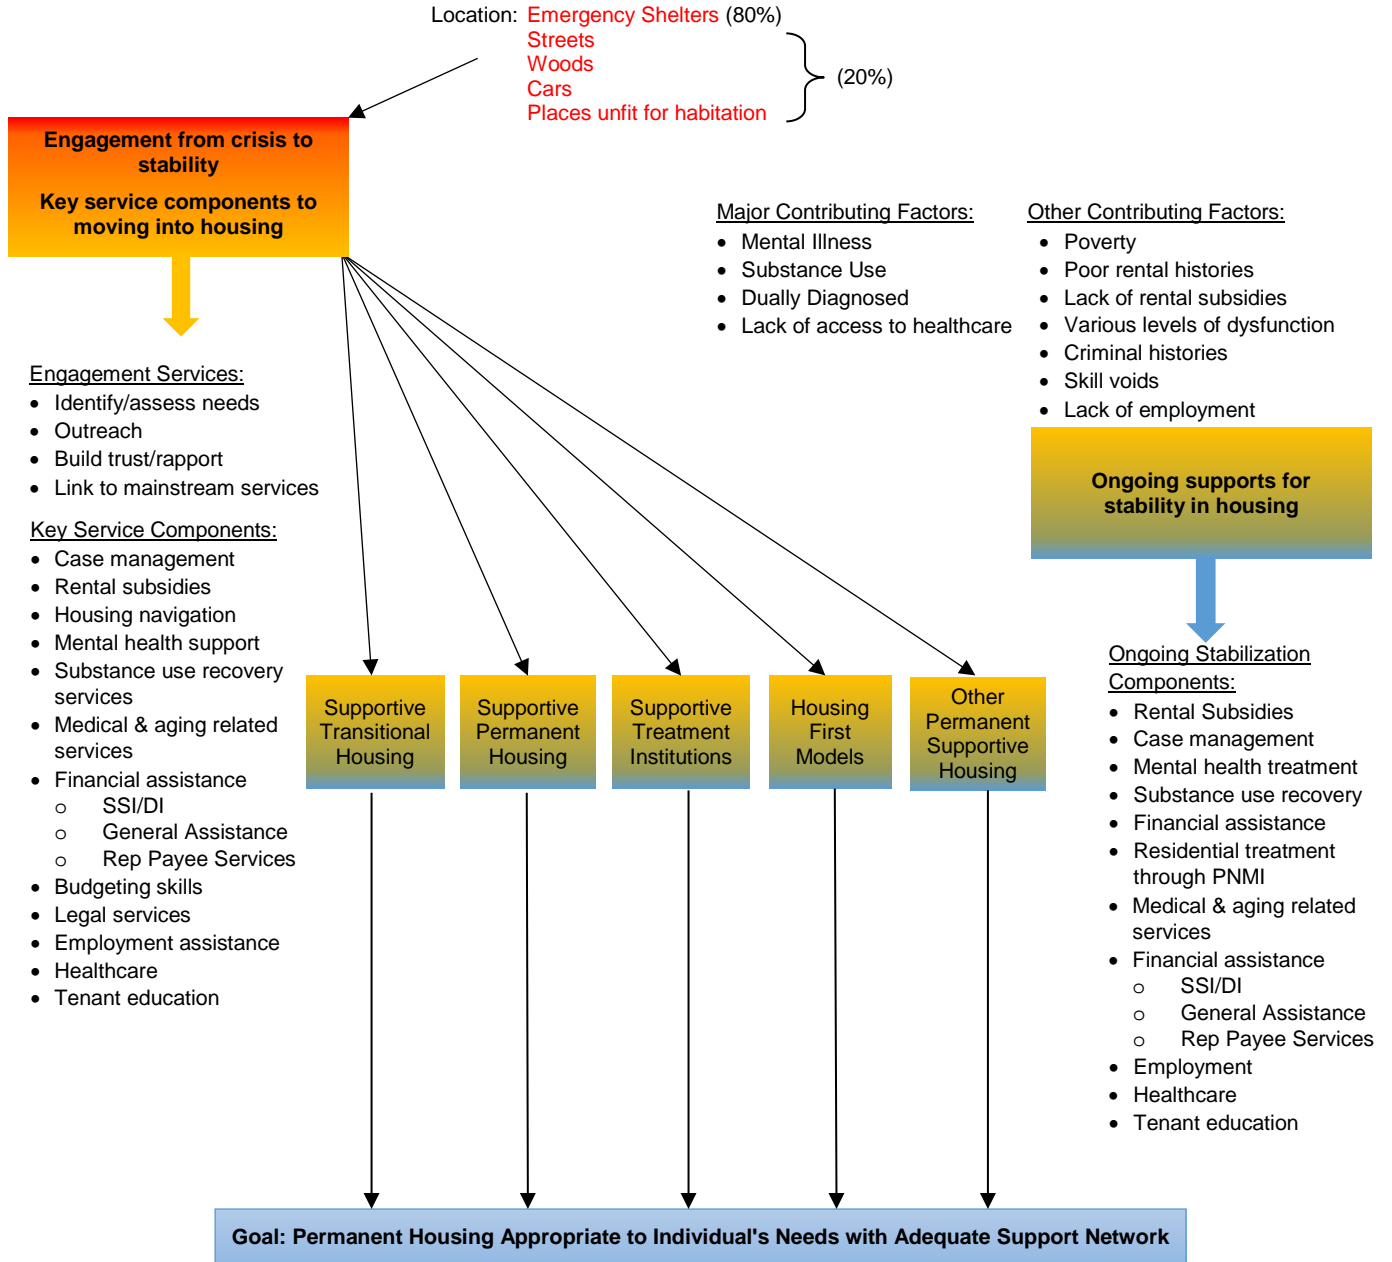 Location: Emergency Shelters (80%)
Streets
Woods
Cars
Places unfit for habitation
(20%)
Engagement from crisis to
stability
Key service components to
moving into housing
Major Contributing Factors:
• Mental Illness
• Substance Use
• Dually Diagnosed
• Lack of access to healthcare
Other Contributing Factors:
• Poverty
• Poor rental histories
• Lack of rental subsidies
• Various levels of dysfunction
• Criminal histories
• Skill voids
• Lack of employment
Engagement Services:
• Identify/assess needs
• Outreach
• Build trust/rapport
• Link to mainstream services
Key Service Components:
• Case management
• Rental subsidies
• Housing navigation
• Mental health support
• Substance use recovery
services
• Medical & aging related
services
• Financial assistance
o SSI/DI
o General Assistance
o Rep Payee Services
• Budgeting skills
• Legal services
• Employment assistance
• Healthcare
• Tenant education
Supportive
Transitional
Housing
Supportive
Permanent
Housing
Supportive
Treatment
Institutions
Housing
First
Models
Other
Permanent
Supportive
Housing
Ongoing supports for
stability in housing
Ongoing Stabilization
Components:
• Rental Subsidies
• Case management
• Mental health treatment
• Substance use recovery
• Financial assistance
• Residential treatment
through PNMI
• Medical & aging related
services
• Financial assistance
o SSI/DI
o General Assistance
o Rep Payee Services
• Employment
• Healthcare
• Tenant education
Goal: Permanent Housing Appropriate to Individual's Needs with Adequate Support Network